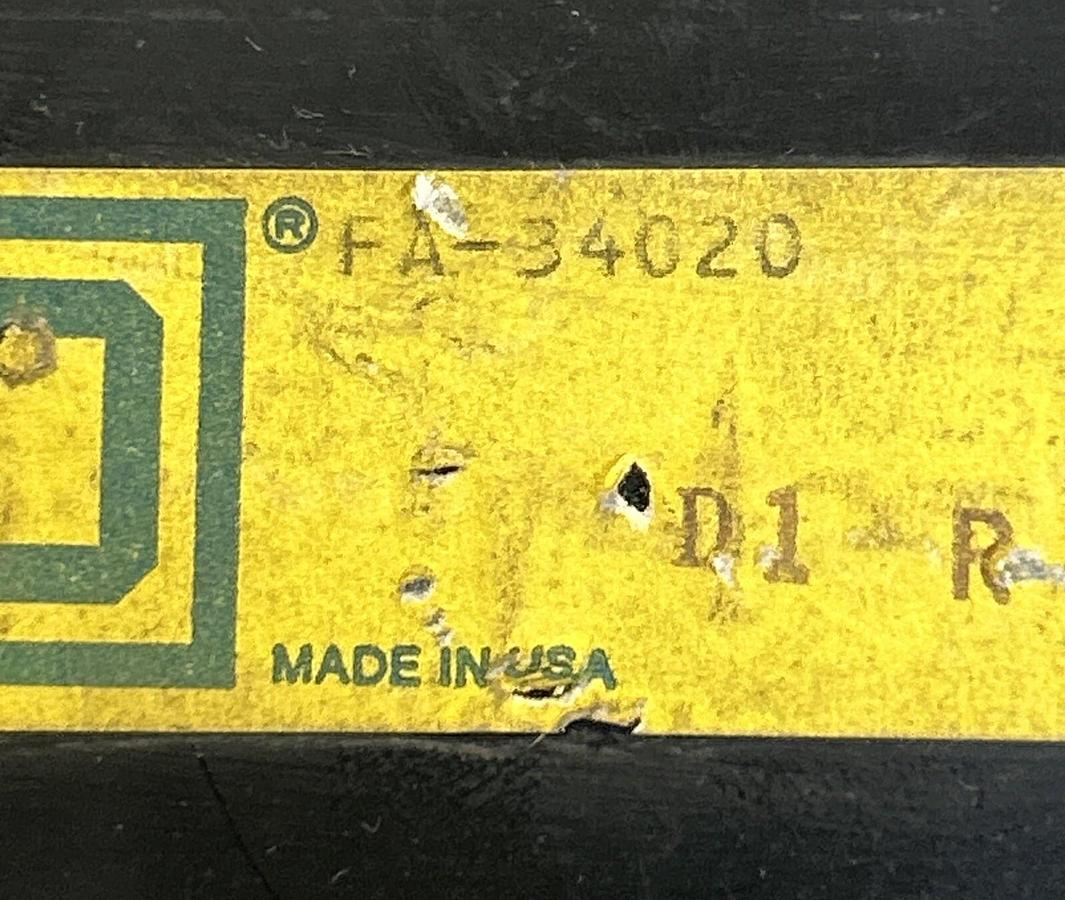 ® FA-34020
D1 R
MADE IN USA